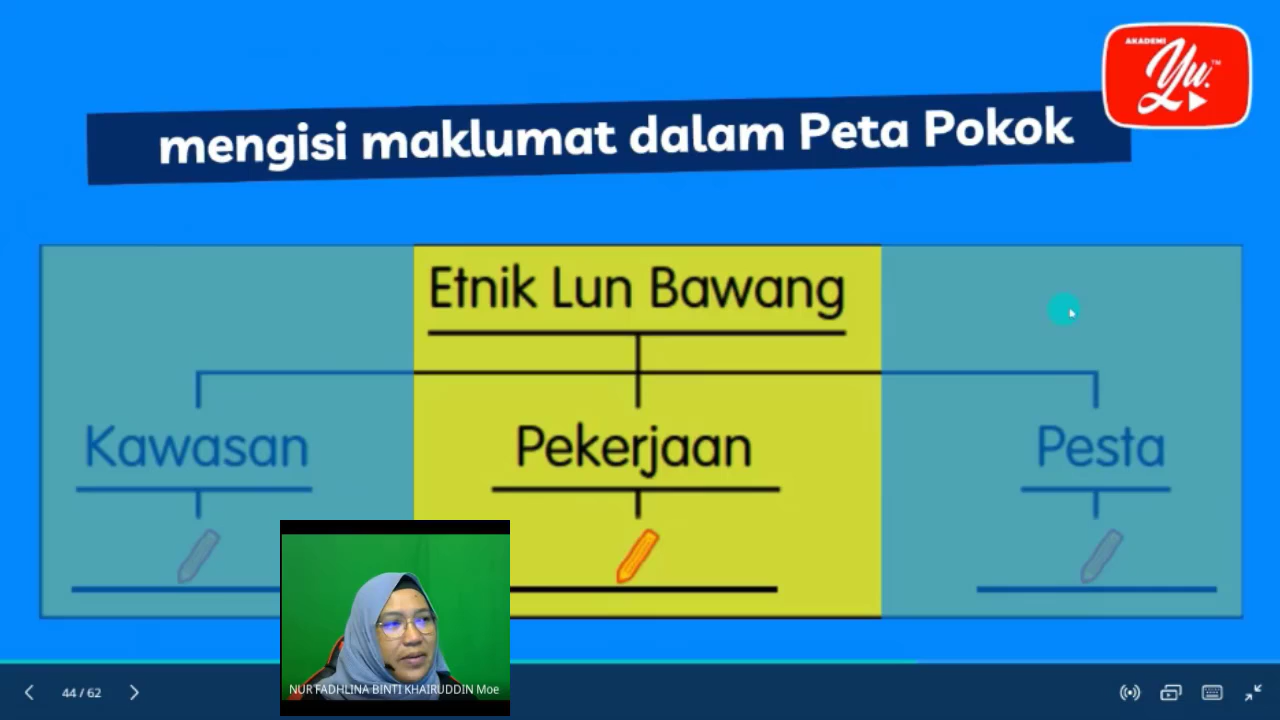 AKADEMI
Yu.
TM
mengisi maklumat dalam Peta Pokok
Etnik Lun Bawang
Kawasan
Pekerjaan
Pesta
NUR FADHLINA BINTI KHAIRUDDIN Moe
44 / 62